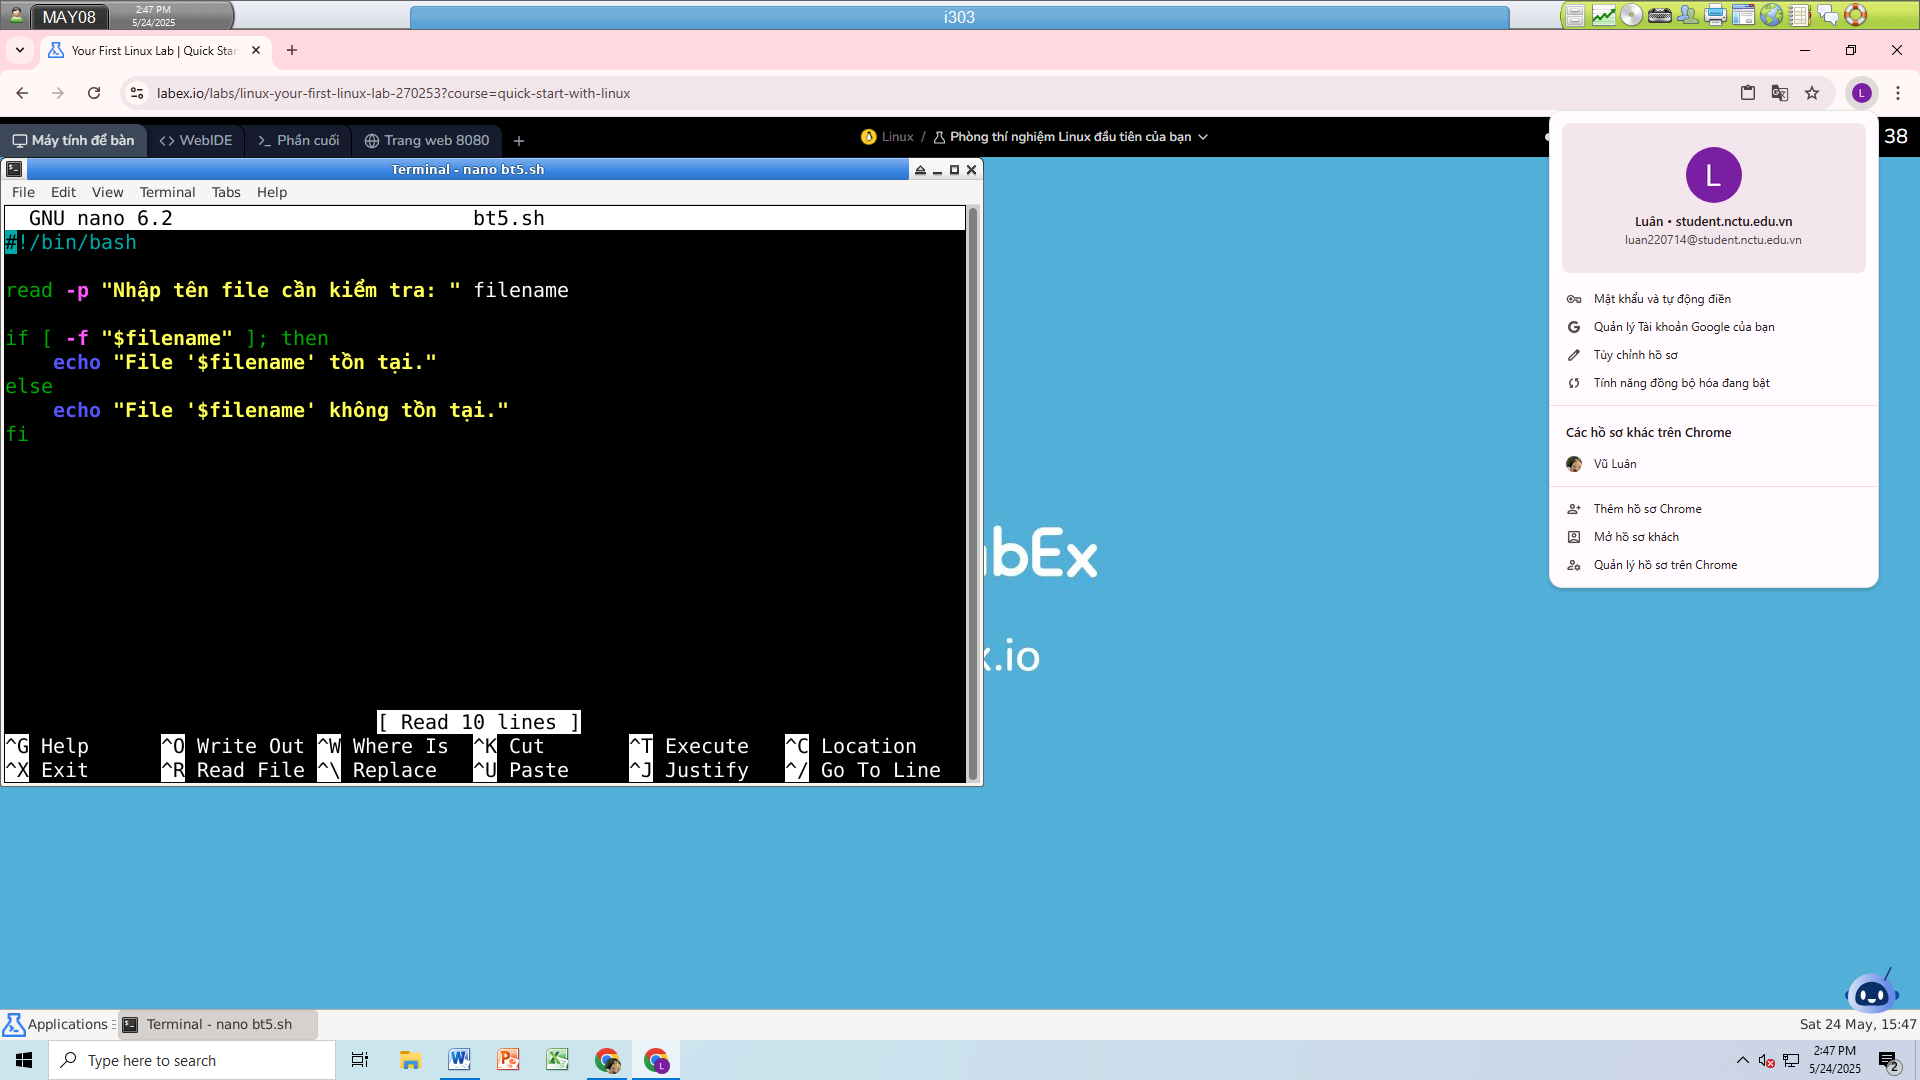 MAY08
2:47 PM
5/24/2025
i303
Your First Linux Lab | Quick Star
labex.io/labs/linux-your-first-linux-lab-270253?course=quick-start-with-linux
L
Máy tính để bàn
WebIDE
Phần cuối
Trang web 8080
Linux / Phòng thí nghiệm Linux đầu tiên của bạn
38
Terminal - nano bt5.sh
File Edit View Terminal Tabs Help
GNU nano 6.2 bt5.sh
#!/bin/bash
read -p "Nhập tên file cần kiểm tra: " filename
if [ -f "$filename" ]; then
echo "File '$filename' tồn tại."
else
echo "File '$filename' không tồn tại."
fi
[ Read 10 lines ]
^G Help ^O Write Out ^W Where Is ^K Cut ^T Execute ^C Location
^X Exit ^R Read File ^\ Replace ^U Paste ^J Justify ^/ Go To Line
L
Luân • student.nctu.edu.vn
luan220714@student.nctu.edu.vn
Mật khẩu và tự động điền
Quản lý Tài khoản Google của bạn
Tùy chỉnh hồ sơ
Tính năng đồng bộ hóa đang bật
Các hồ sơ khác trên Chrome
Vũ Luân
Thêm hồ sơ Chrome
Mở hồ sơ khách
Quản lý hồ sơ trên Chrome
bEx
x.io
Applications
Terminal - nano bt5.sh
Sat 24 May, 15:47
Type here to search
L
2:47 PM
5/24/2025
2